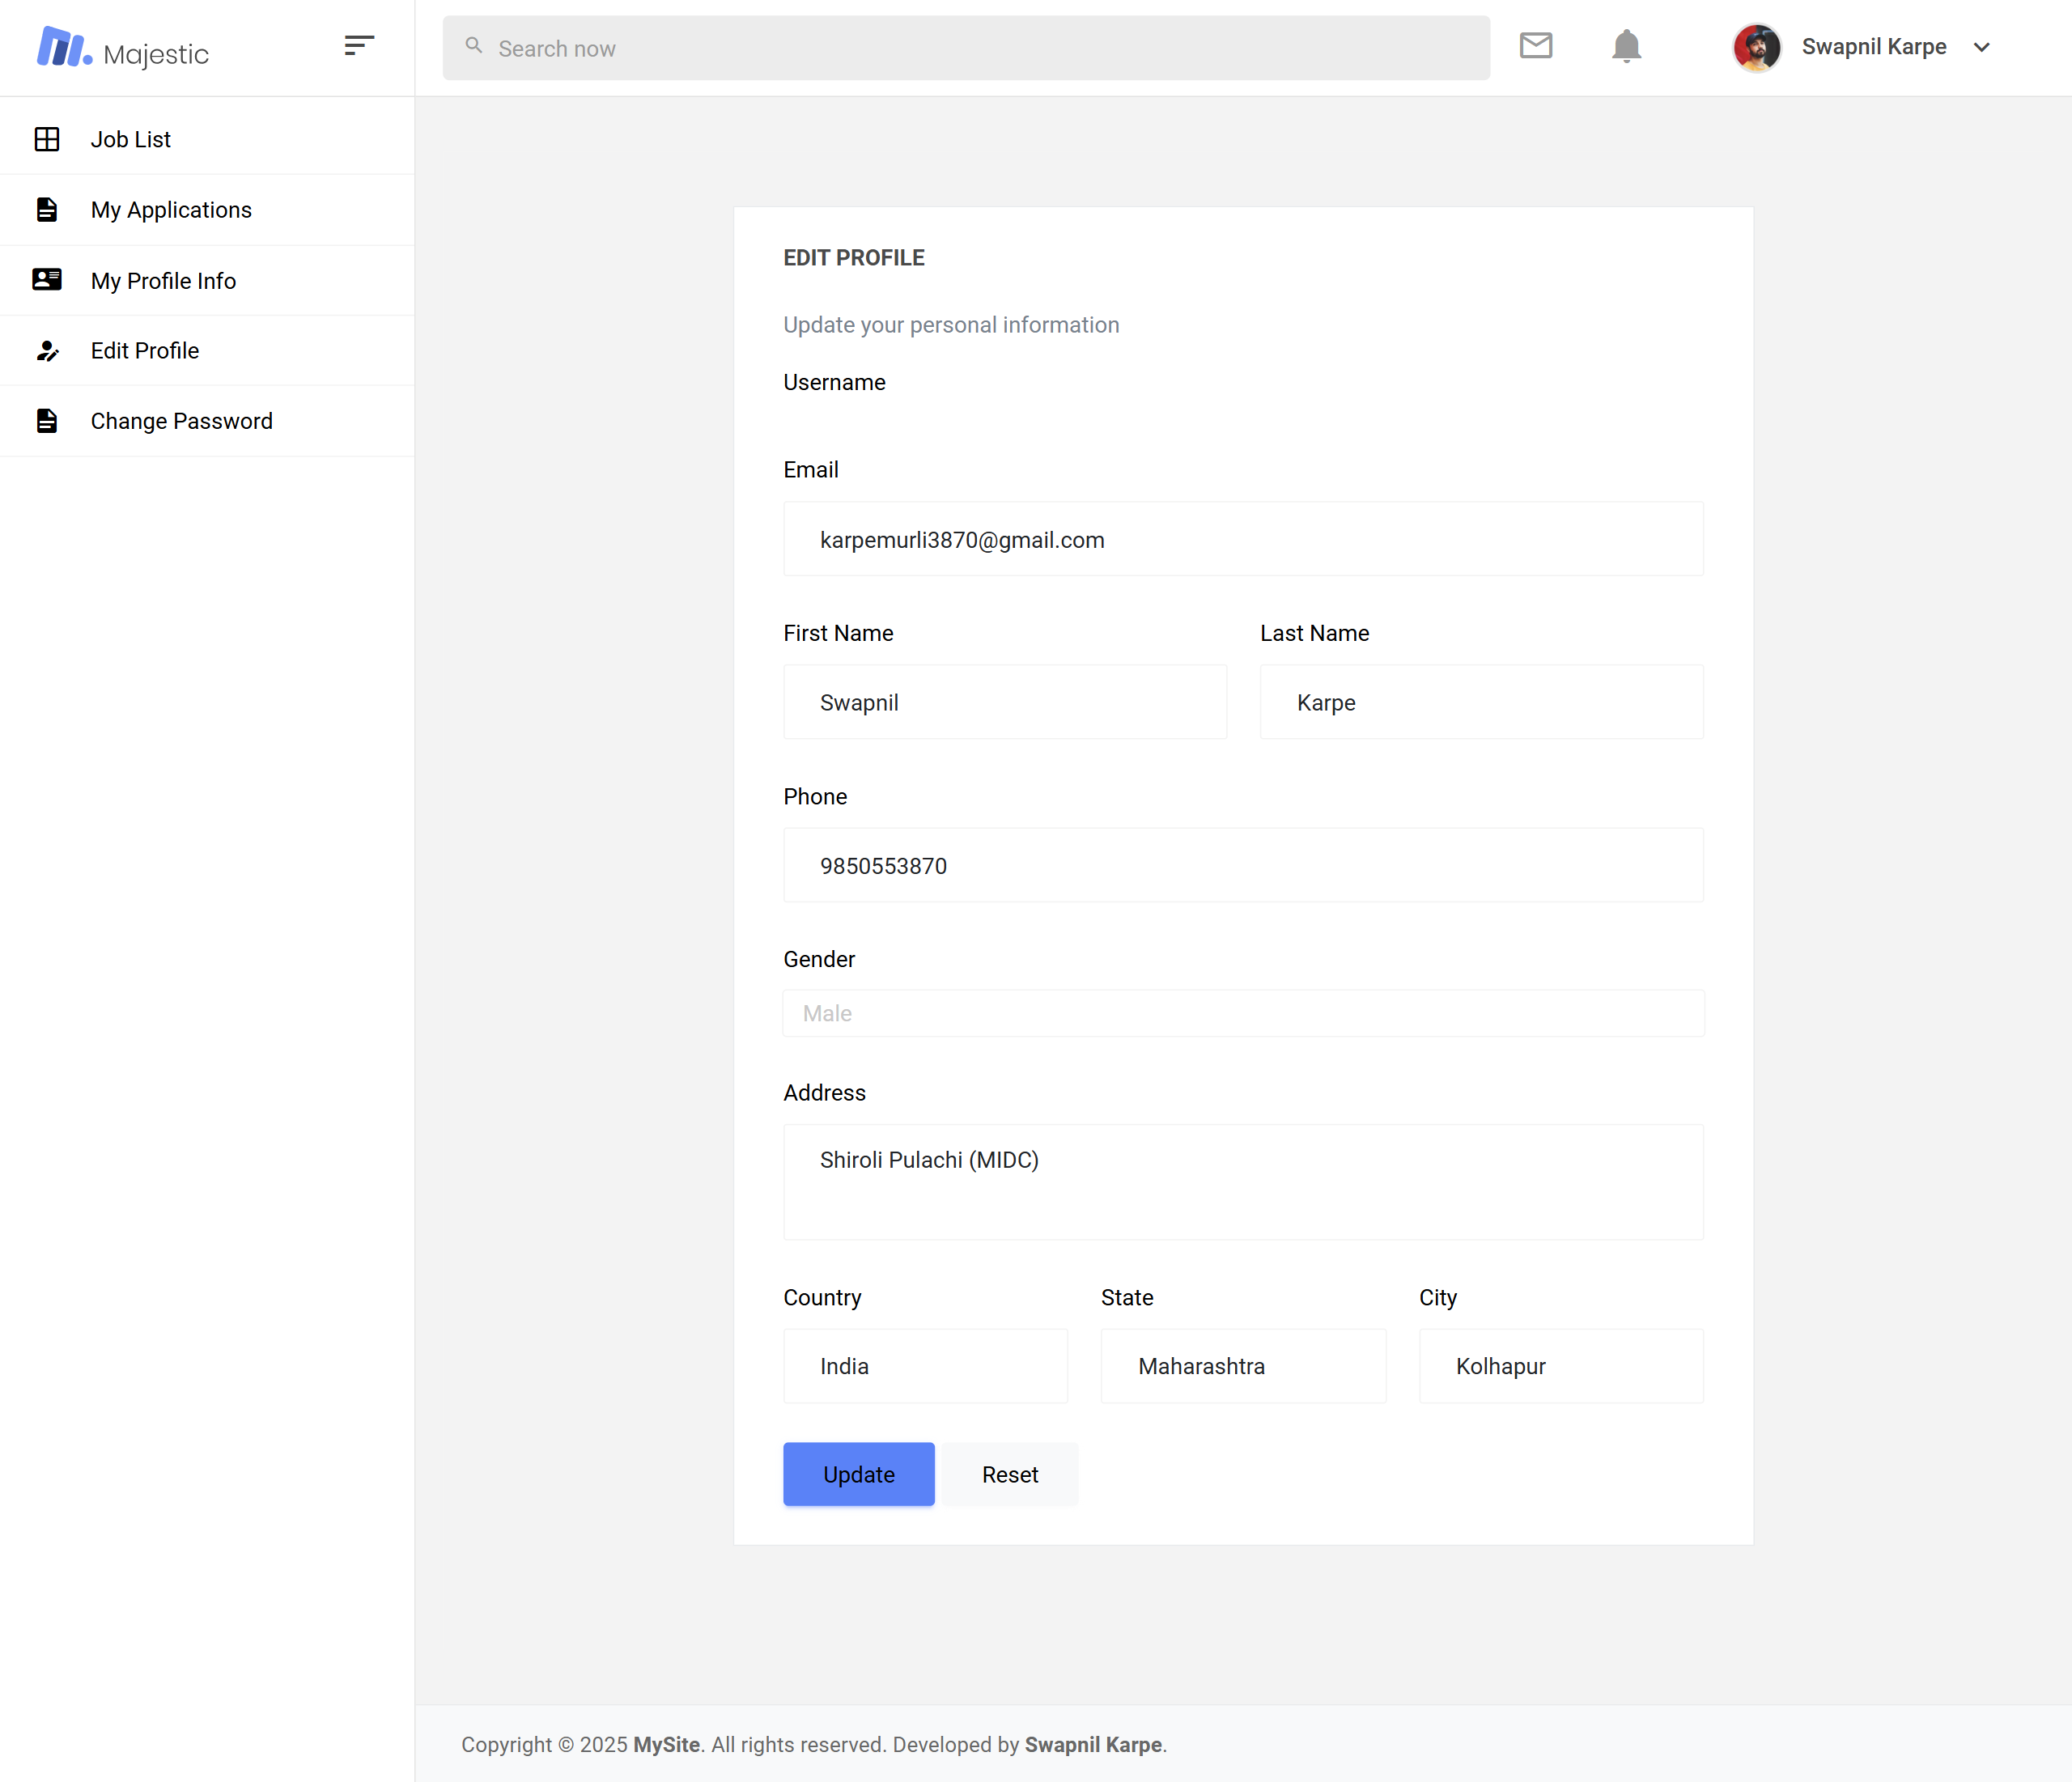 Majestic
Search now
Swapnil Karpe
Job List
My Applications
My Profile Info
Edit Profile
Change Password
EDIT PROFILE
Update your personal information
Username
Email
karpemurli3870@gmail.com
First Name
Last Name
Swapnil
Karpe
Phone
9850553870
Gender
Male
Address
Shiroli Pulachi (MIDC)
Country
State
City
India
Maharashtra
Kolhapur
Update
Reset
Copyright © 2025 MySite. All rights reserved. Developed by Swapnil Karpe.